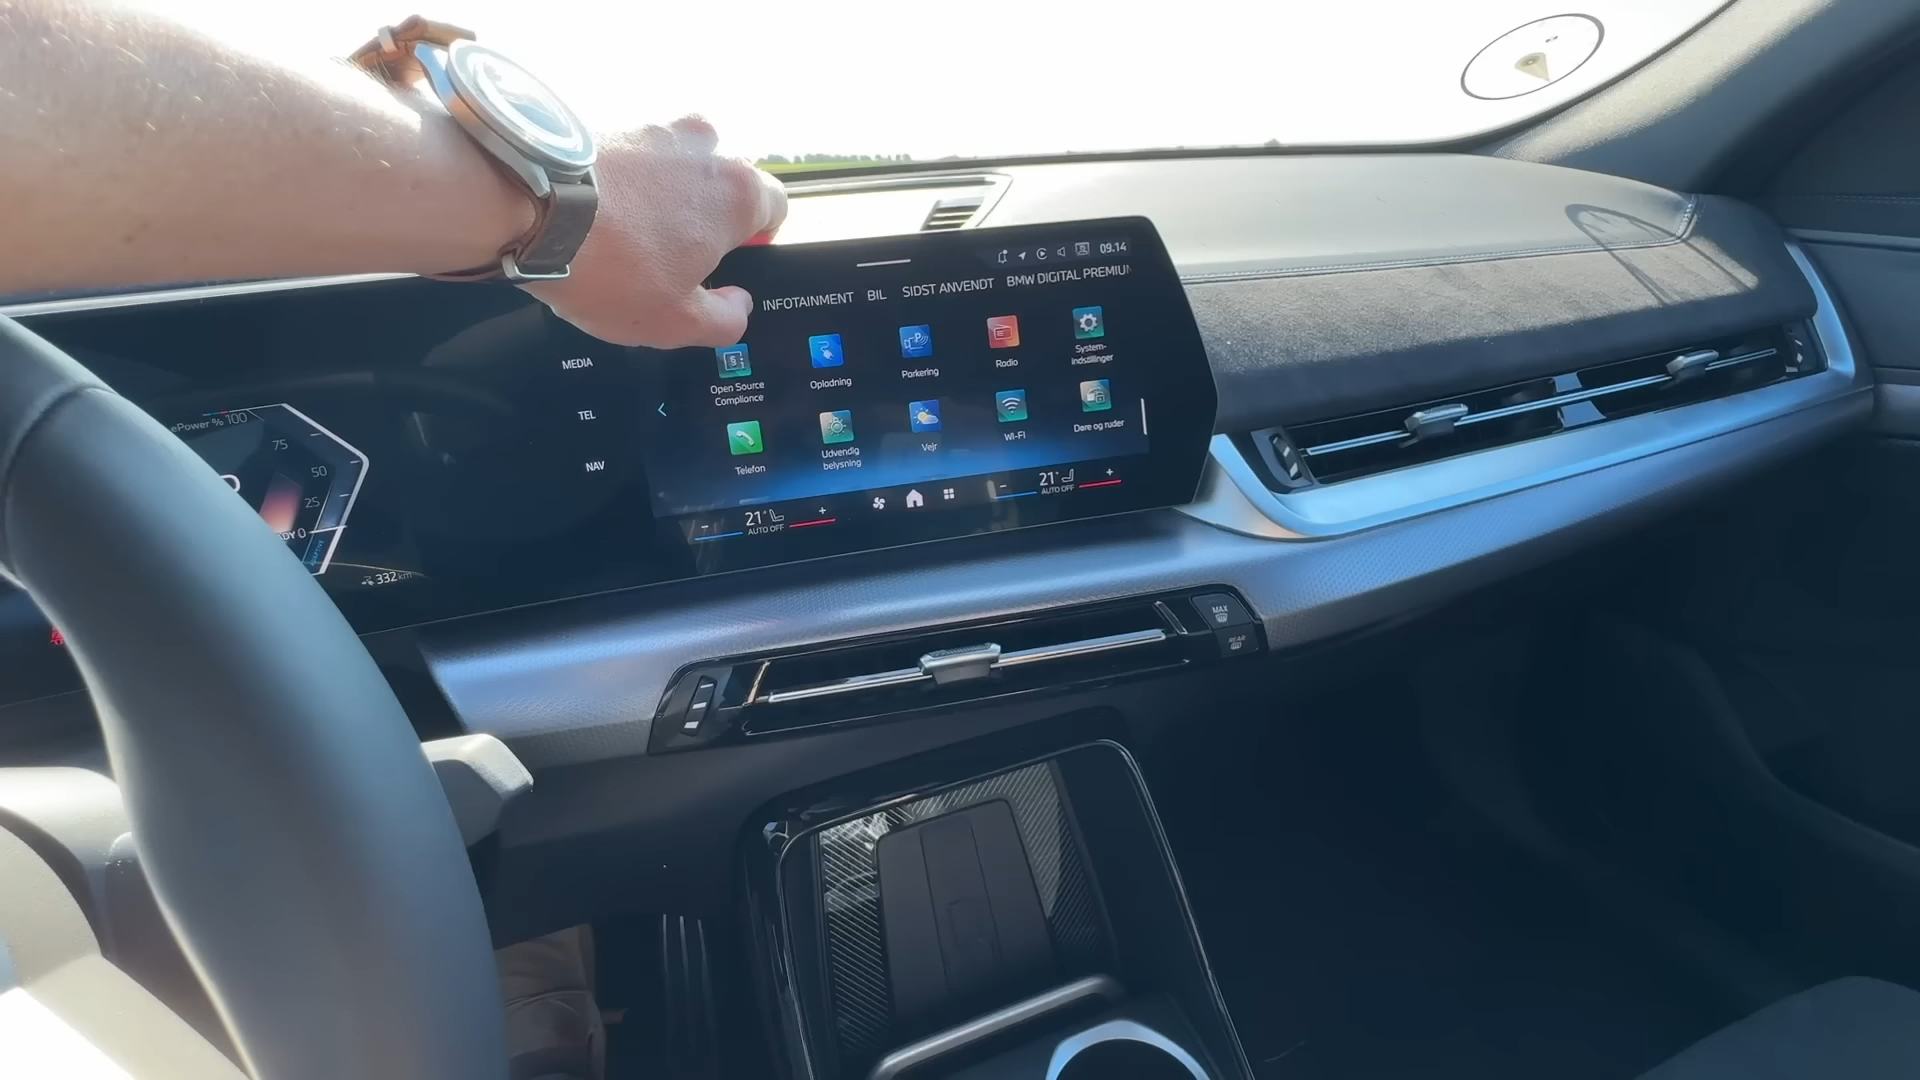 09.14
INFOTAINMENT BIL SIDST ANVENDT BMW DIGITAL PREMIUM
MEDIA
TEL
NAV
Open Source
Compliance
Opladning
Parkering
Radio
System-
indstillinger
Telefon
Udvendig
belysning
Vejr
WI-FI
Døre og ruder
- 21° +
AUTO OFF
- 21° +
AUTO OFF
ePower % 100
75
50
25
0
332 km
MAX
REAR